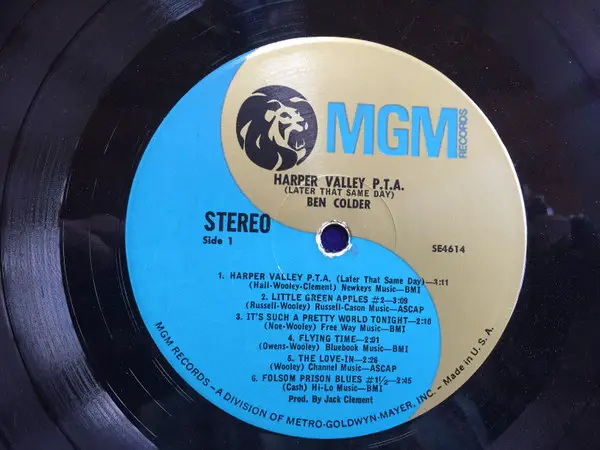 MGM
RECORDS
HARPER VALLEY P.T.A.
(LATER THAT SAME DAY)
BEN COLDER
STEREO
Side 1
SE4614
1. HARPER VALLEY P.T.A. (Later That Same Day)—3:11
(Hall-Wooley-Clement) Newkeys Music—BMI
2. LITTLE GREEN APPLES #2—3:09
(Russell-Wooley) Russell-Cason Music—ASCAP
3. IT'S SUCH A PRETTY WORLD TONIGHT—2:10
(Noe-Wooley) Free Way Music—BMI
4. FLYING TIME—2:01
(Owens-Wooley) Bluebook Music—BMI
5. THE LOVE-IN—2:26
(Wooley) Channel Music—ASCAP
6. FOLSOM PRISON BLUES #1½—2:45
(Cash) Hi-Lo Music—BMI
Prod. By Jack Clement
MGM RECORDS — A DIVISION OF METRO-GOLDWYN-MAYER, INC. — Made in U. S. A.